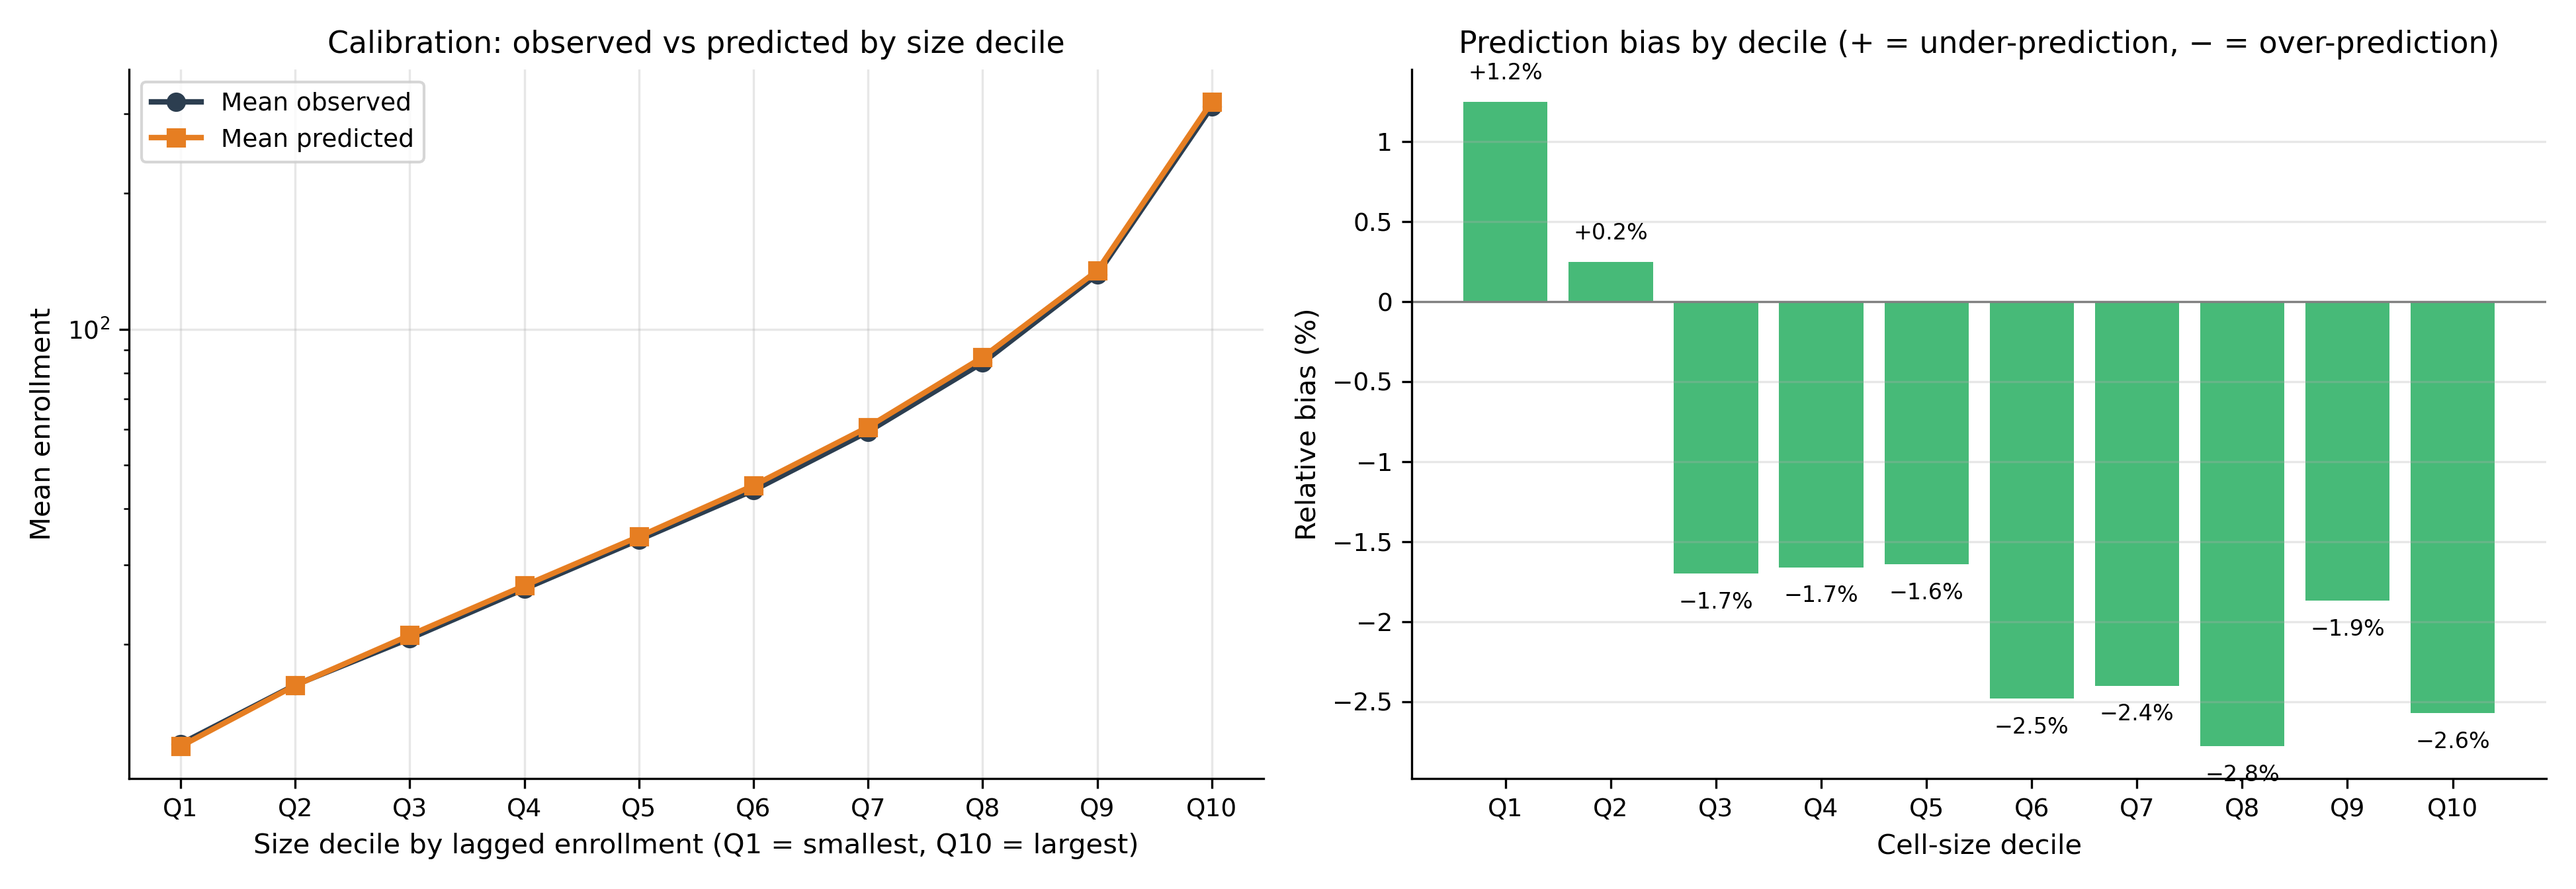 Calibration: observed vs predicted by size decile
Mean observed
Mean predicted
Mean enrollment
10²
Q1 Q2 Q3 Q4 Q5 Q6 Q7 Q8 Q9 Q10
Size decile by lagged enrollment (Q1 = smallest, Q10 = largest)
Prediction bias by decile (+ = under-prediction, − = over-prediction)
Relative bias (%)
1
0.5
0
−0.5
−1
−1.5
−2
−2.5
+1.2%
+0.2%
−1.7%
−1.7%
−1.6%
−2.5%
−2.4%
−2.8%
−1.9%
−2.6%
Q1 Q2 Q3 Q4 Q5 Q6 Q7 Q8 Q9 Q10
Cell-size decile